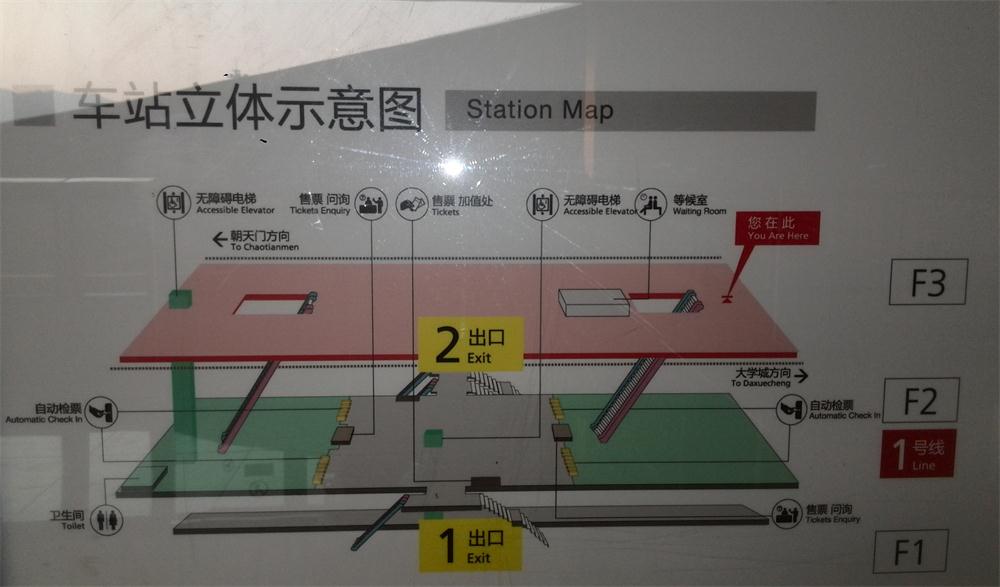 车站立体示意图
Station Map
无障碍电梯
Accessible Elevator
售票 问询
Tickets Enquiry
售票 加值处
Tickets
无障碍电梯
Accessible Elevator
等候室
Waiting Room
您在此
You Are Here
朝天门方向
To Chaotianmen
F3
2 出口
Exit
大学城方向
To Daxuecheng
自动检票
Automatic Check In
自动检票
Automatic Check In
F2
1 号线
Line
卫生间
Toilet
售票 问询
Tickets Enquiry
1 出口
Exit
F1